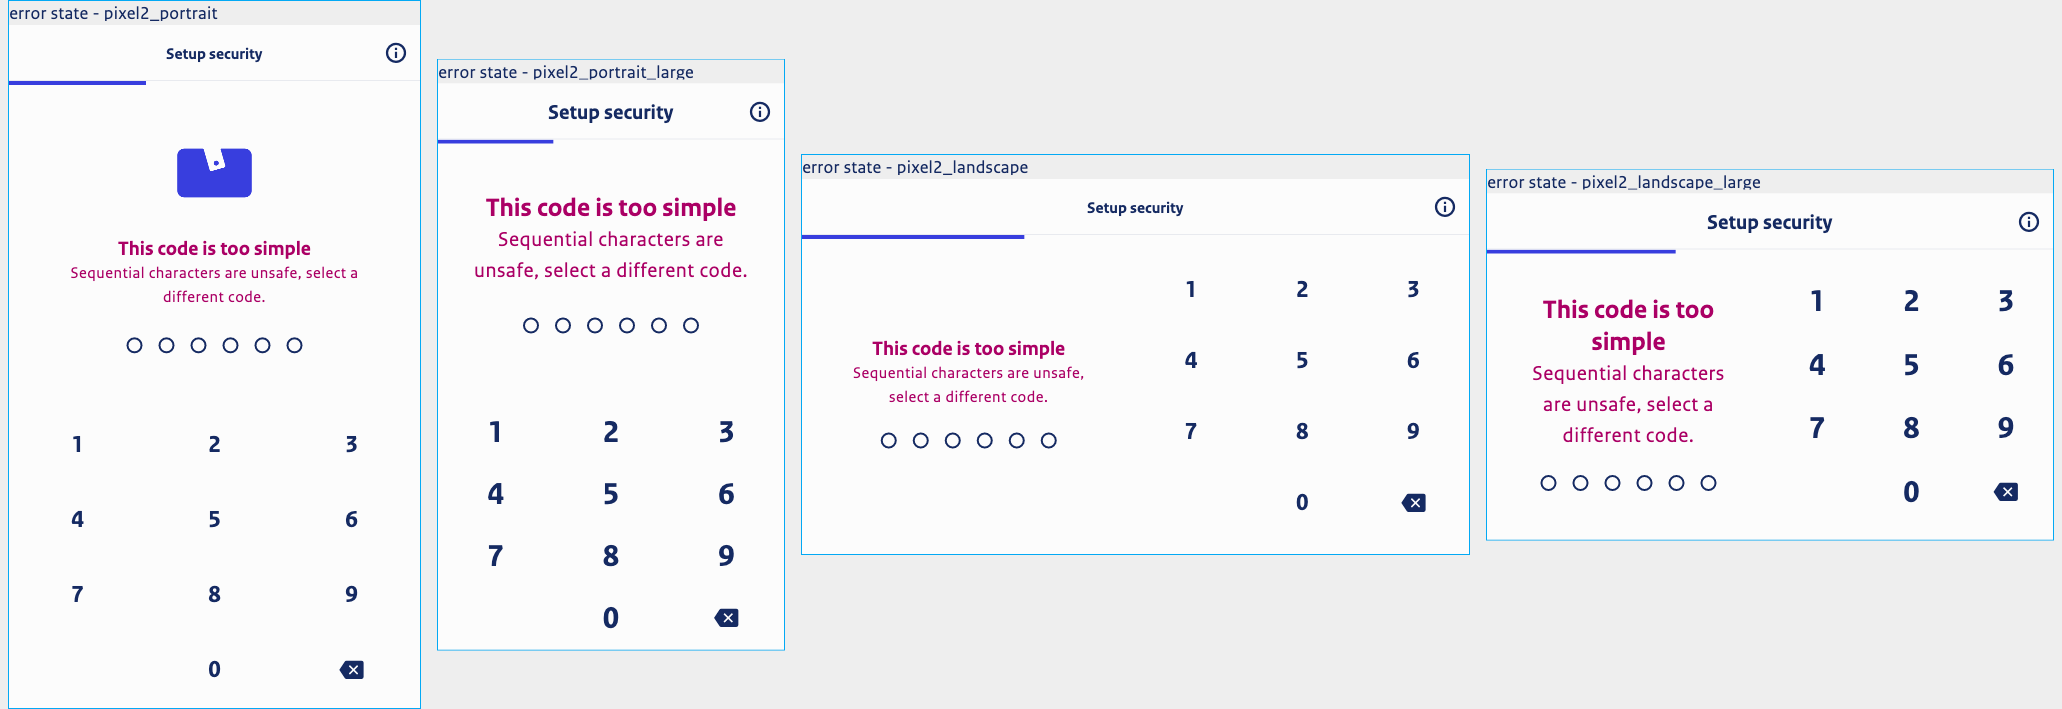 error state - pixel2_portrait
Setup security
This code is too simple
Sequential characters are unsafe, select a
different code.
1 2 3
4 5 6
7 8 9
0
error state - pixel2_portrait_large
Setup security
This code is too simple
Sequential characters are
unsafe, select a different code.
1 2 3
4 5 6
7 8 9
0
error state - pixel2_landscape
Setup security
This code is too simple
Sequential characters are unsafe,
select a different code.
1 2 3
4 5 6
7 8 9
0
error state - pixel2_landscape_large
Setup security
This code is too
simple
Sequential characters
are unsafe, select a
different code.
1 2 3
4 5 6
7 8 9
0